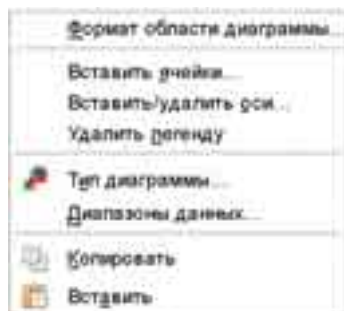 Формат области диаграммы...
Вставить ячейки...
Вставить/удалить оси...
Удалить легенду
Тип диаграммы...
Диапазоны данных...
Копировать
Вставить